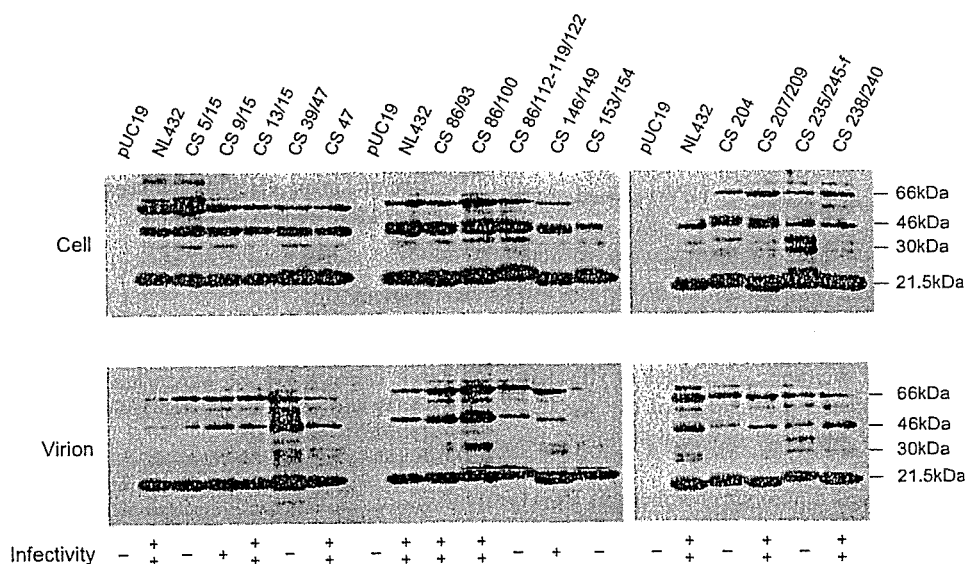 pUC19
NL432
CS 5/15
CS 9/15
CS 13/15
CS 39/47
CS 47
pUC19
NL432
CS 86/93
CS 86/100
CS 86/112-119/122
CS 146/149
CS 153/154
pUC19
NL432
CS 204
CS 207/209
CS 235/245-f
CS 238/240
Cell
66kDa
46kDa
30kDa
21.5kDa
Virion
66kDa
46kDa
30kDa
21.5kDa
Infectivity – ++ – + ++ – ++ – ++ ++ ++ – + – – ++ – ++ – ++